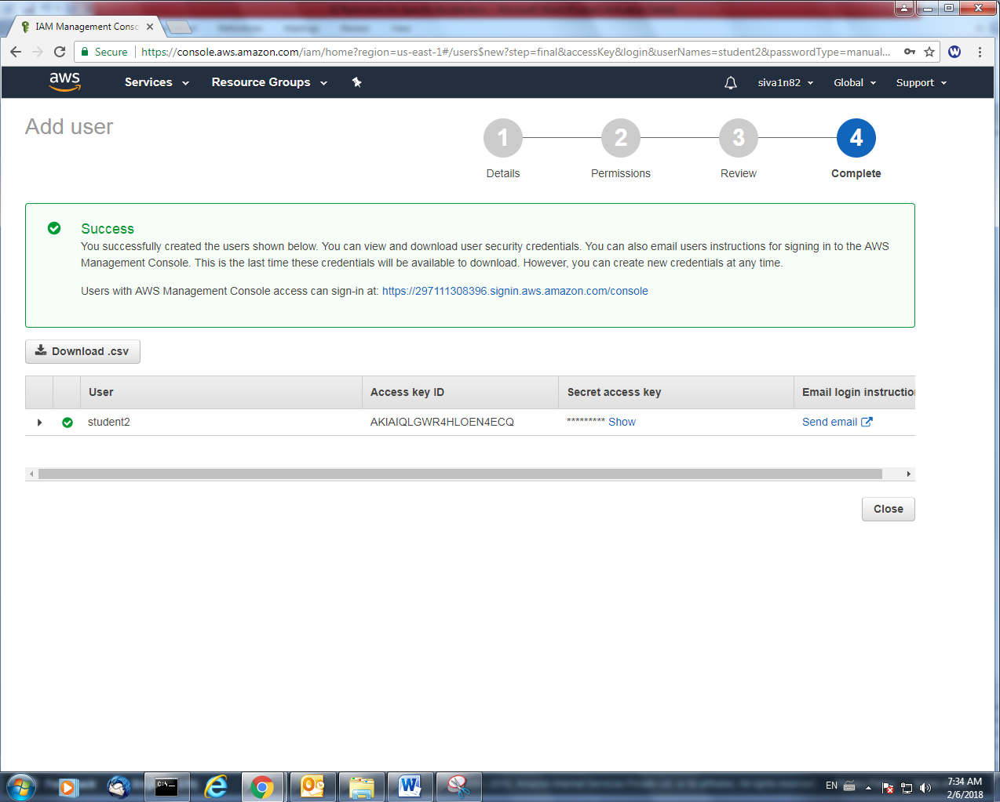 IAM Management Consc
Secure https://console.aws.amazon.com/iam/home?region=us-east-1#/users$new?step=final&accessKey&login&userNames=student2&passwordType=manual...
aws Services Resource Groups siva1n82 Global Support
Add user
1 2 3 4
Details Permissions Review Complete
Success
You successfully created the users shown below. You can view and download user security credentials. You can also email users instructions for signing in to the AWS
Management Console. This is the last time these credentials will be available to download. However, you can create new credentials at any time.
Users with AWS Management Console access can sign-in at: https://297111308396.signin.aws.amazon.com/console
Download .csv
User Access key ID Secret access key Email login instructio
student2 AKIAIQLGWR4HLOEN4ECQ ********* Show Send email
Close
EN 7:34 AM
2/6/2018